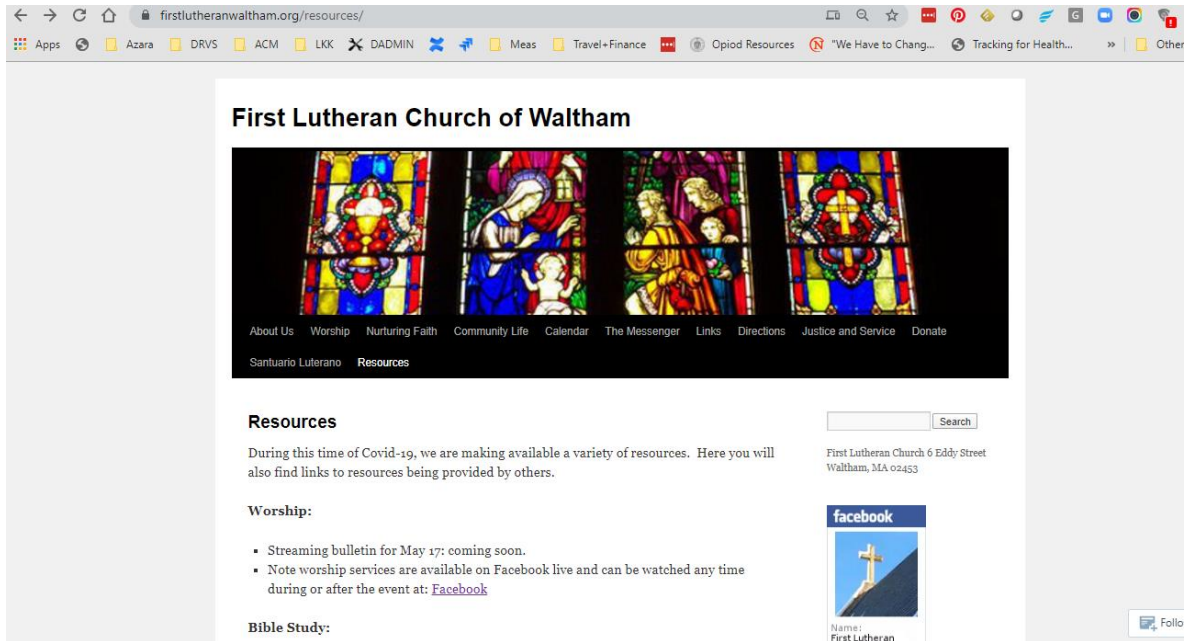 firstlutheranwaltham.org/resources/
G
Apps
Azara
DRVS
ACM
LKK
DADMIN
Meas
Travel+Finance
Opiod Resources
N
"We Have to Chang...
Tracking for Health...
»
Other
First Lutheran Church of Waltham
About Us Worship Nurturing Faith Community Life Calendar The Messenger Links Directions Justice and Service Donate
Santuario Luterano Resources
Resources
During this time of Covid-19, we are making available a variety of resources. Here you will
also find links to resources being provided by others.
Worship:
▪ Streaming bulletin for May 17: coming soon.
▪ Note worship services are available on Facebook live and can be watched any time
during or after the event at: Facebook
Bible Study:
Search
First Lutheran Church 6 Eddy Street
Waltham, MA 02453
facebook
Name:
First Lutheran
Follo